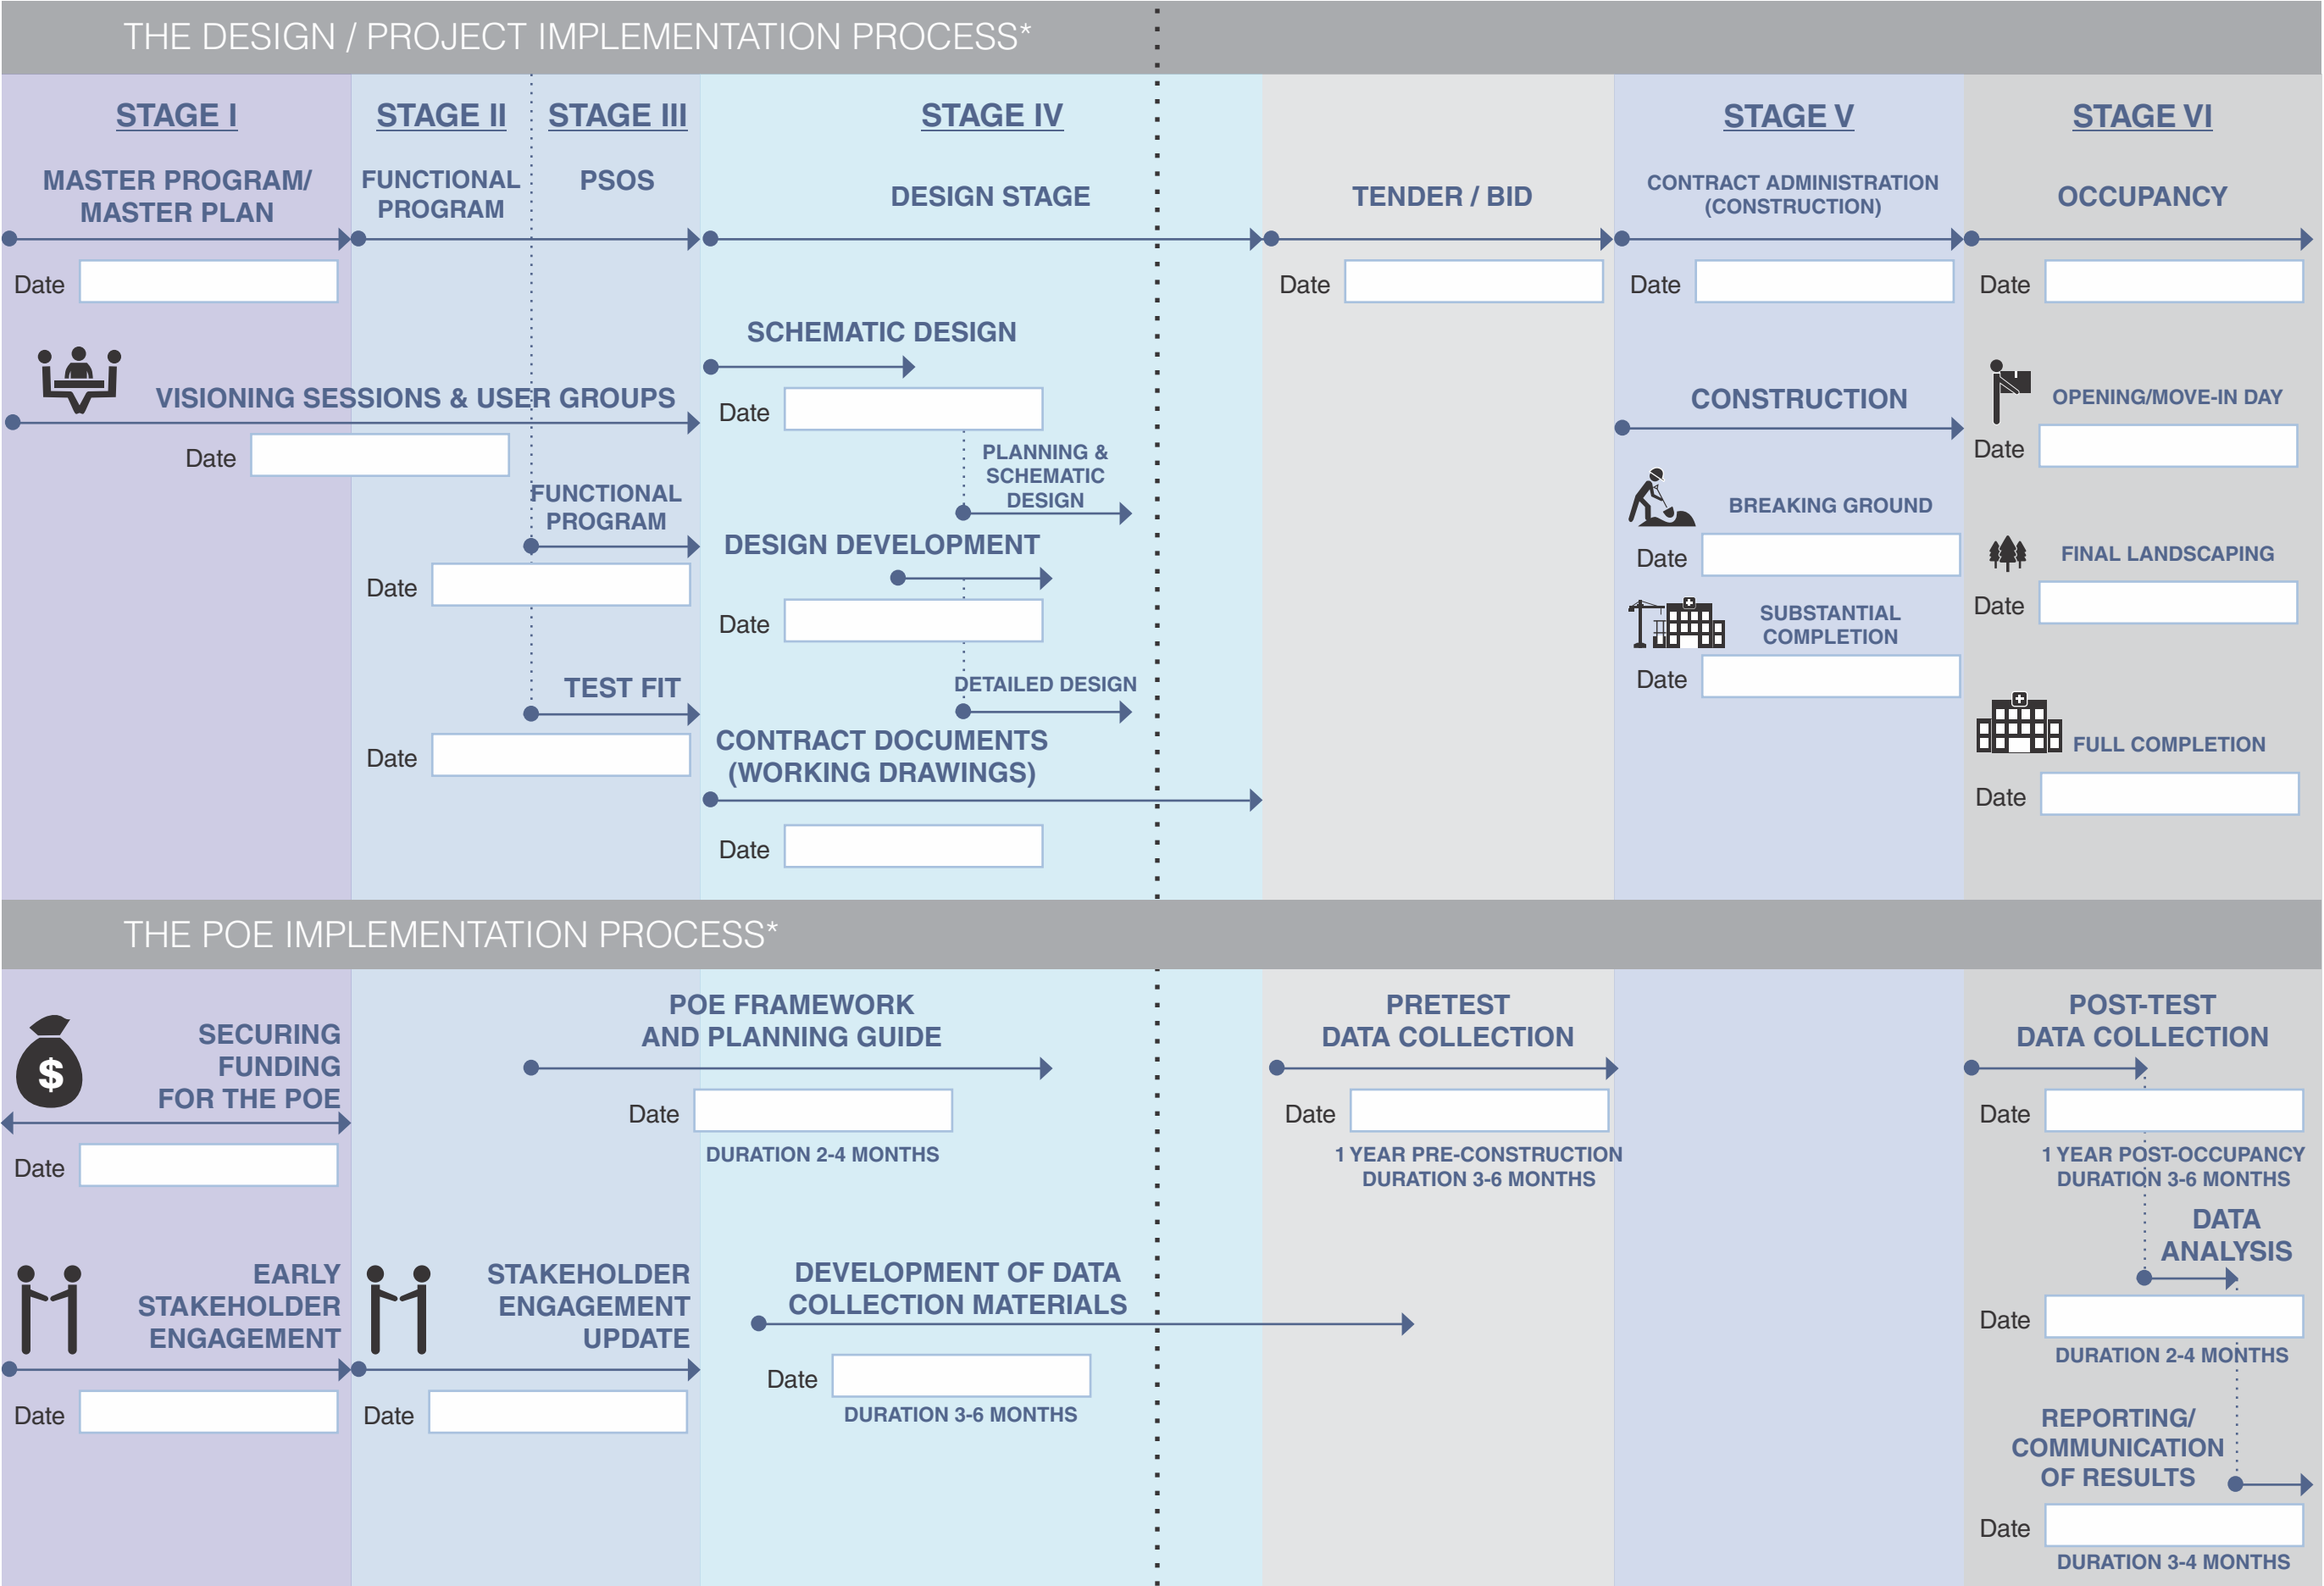 THE DESIGN / PROJECT IMPLEMENTATION PROCESS*
STAGE I
MASTER PROGRAM/
MASTER PLAN
Date
STAGE II
FUNCTIONAL
PROGRAM
STAGE III
PSOS
VISIONING SESSIONS & USER GROUPS
Date
FUNCTIONAL
PROGRAM
Date
TEST FIT
Date
STAGE IV
DESIGN STAGE
SCHEMATIC DESIGN
Date
PLANNING &
SCHEMATIC
DESIGN
DESIGN DEVELOPMENT
Date
DETAILED DESIGN
CONTRACT DOCUMENTS
(WORKING DRAWINGS)
Date
TENDER / BID
Date
STAGE V
CONTRACT ADMINISTRATION
(CONSTRUCTION)
Date
CONSTRUCTION
BREAKING GROUND
Date
SUBSTANTIAL
COMPLETION
Date
STAGE VI
OCCUPANCY
Date
OPENING/MOVE-IN DAY
Date
FINAL LANDSCAPING
Date
FULL COMPLETION
Date
THE POE IMPLEMENTATION PROCESS*
$
SECURING
FUNDING
FOR THE POE
Date
EARLY
STAKEHOLDER
ENGAGEMENT
Date
STAKEHOLDER
ENGAGEMENT
UPDATE
Date
POE FRAMEWORK
AND PLANNING GUIDE
Date
DURATION 2-4 MONTHS
DEVELOPMENT OF DATA
COLLECTION MATERIALS
Date
DURATION 3-6 MONTHS
PRETEST
DATA COLLECTION
Date
1 YEAR PRE-CONSTRUCTION
DURATION 3-6 MONTHS
POST-TEST
DATA COLLECTION
Date
1 YEAR POST-OCCUPANCY
DURATION 3-6 MONTHS
DATA
ANALYSIS
Date
DURATION 2-4 MONTHS
REPORTING/
COMMUNICATION
OF RESULTS
Date
DURATION 3-4 MONTHS